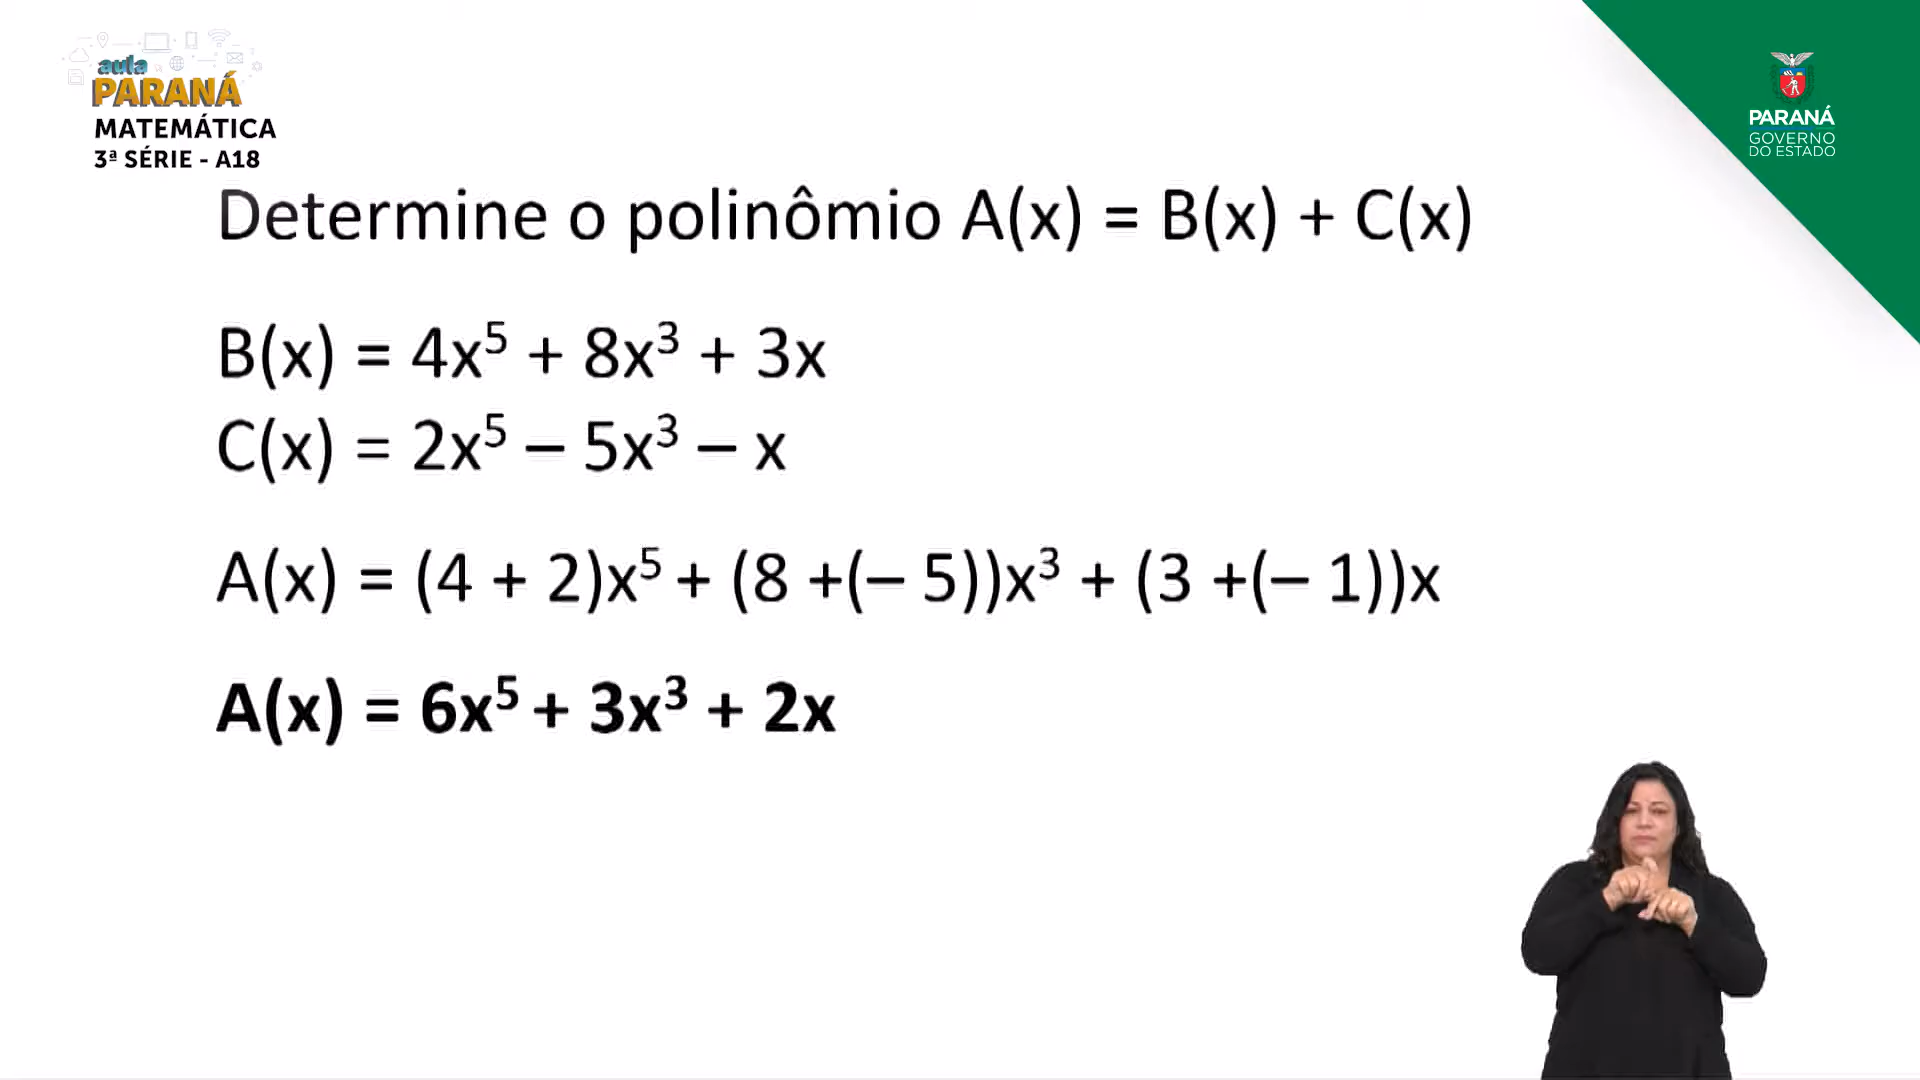 aula
PARANÁ
MATEMÁTICA
3ª SÉRIE - A18
PARANÁ
GOVERNO
DO ESTADO
Determine o polinômio A(x) = B(x) + C(x)
B(x) = 4x⁵ + 8x³ + 3x
C(x) = 2x⁵ – 5x³ – x
A(x) = (4 + 2)x⁵ + (8 +(– 5))x³ + (3 +(– 1))x
A(x) = 6x⁵ + 3x³ + 2x